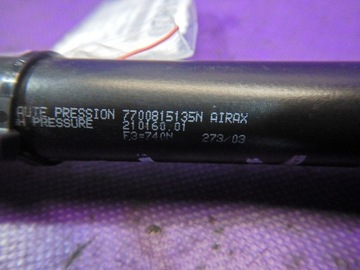 AUTE PRESSION 7700815135N AIRAX
H PRESSURE 210160.01
F3=740N 273/03